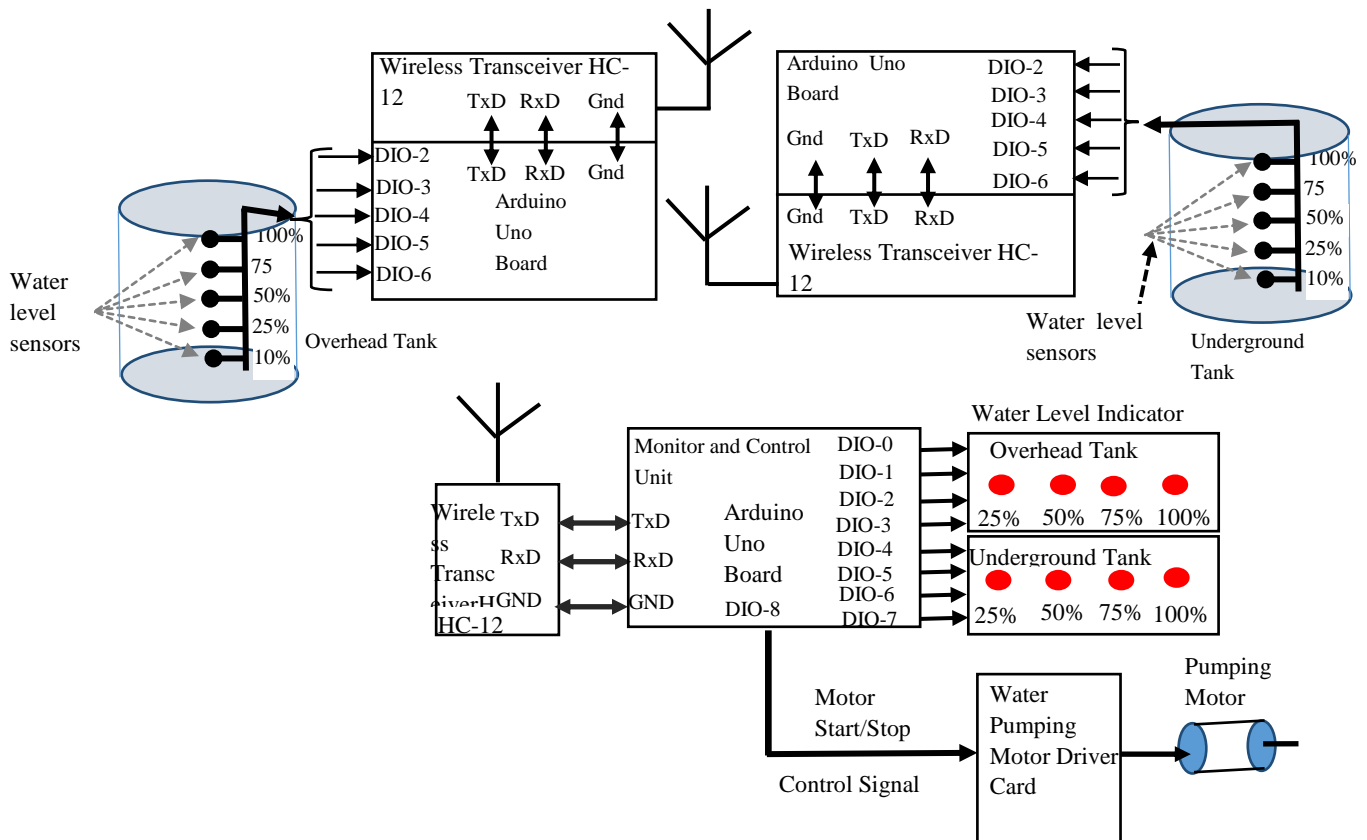 Wireless Transceiver HC-
12
TxD RxD Gnd
TxD RxD Gnd
DIO-2
DIO-3
DIO-4
DIO-5
DIO-6
Arduino
Uno
Board
100%
75
50%
25%
10%
Water
level
sensors
Overhead Tank
Arduino Uno
Board
DIO-2
DIO-3
DIO-4
DIO-5
DIO-6
Gnd TxD RxD
Gnd TxD RxD
Wireless Transceiver HC-
12
100%
75
50%
25%
10%
Water level
sensors
Underground
Tank
Wirele
ss
Transc
eiverH
HC-12
TxD
RxD
GND
Monitor and Control
Unit
TxD
RxD
GND
Arduino
Uno
Board
DIO-8
DIO-0
DIO-1
DIO-2
DIO-3
DIO-4
DIO-5
DIO-6
DIO-7
Water Level Indicator
Overhead Tank
25% 50% 75% 100%
Underground Tank
25% 50% 75% 100%
Motor
Start/Stop
Control Signal
Water
Pumping
Motor Driver
Card
Pumping
Motor